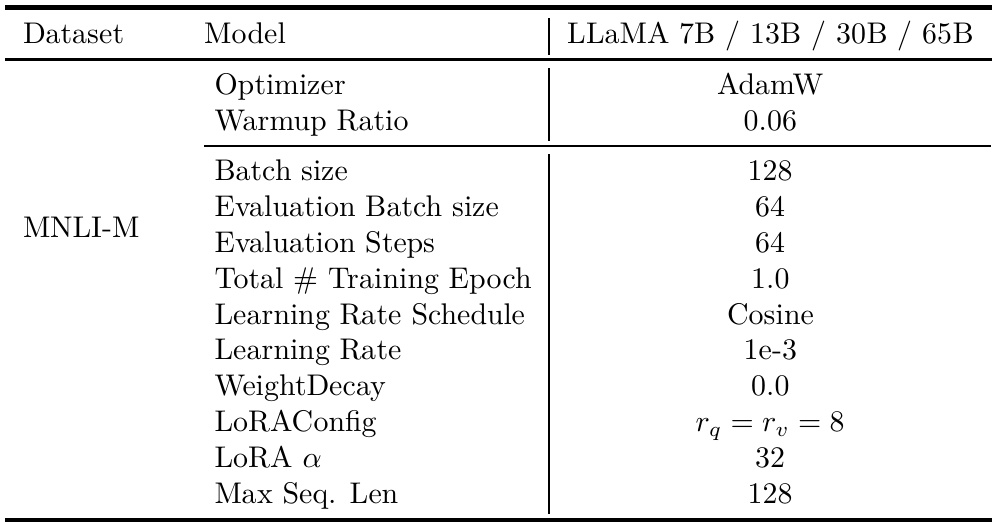 Dataset Model LLaMA 7B / 13B / 30B / 65B
Optimizer AdamW
Warmup Ratio 0.06
Batch size 128
Evaluation Batch size 64
MNLI-M
Evaluation Steps 64
Total # Training Epoch 1.0
Learning Rate Schedule Cosine
Learning Rate 1e-3
WeightDecay 0.0
LoRAConfig r_q = r_v = 8
LoRA α 32
Max Seq. Len 128